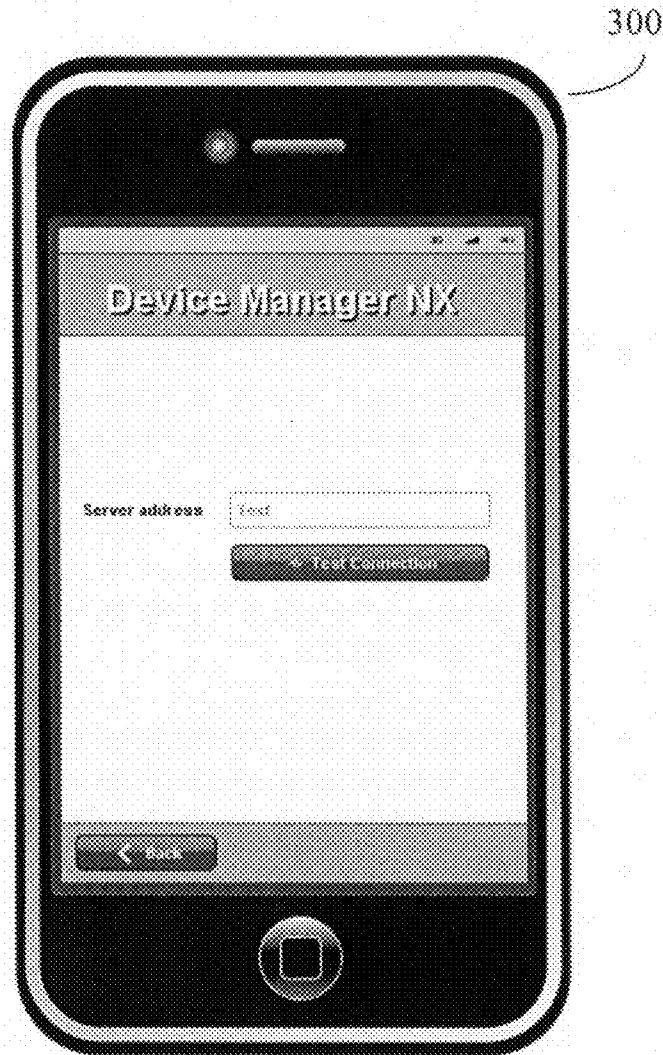 300
Device Manager NX
Server address Text
Test Connection
Back